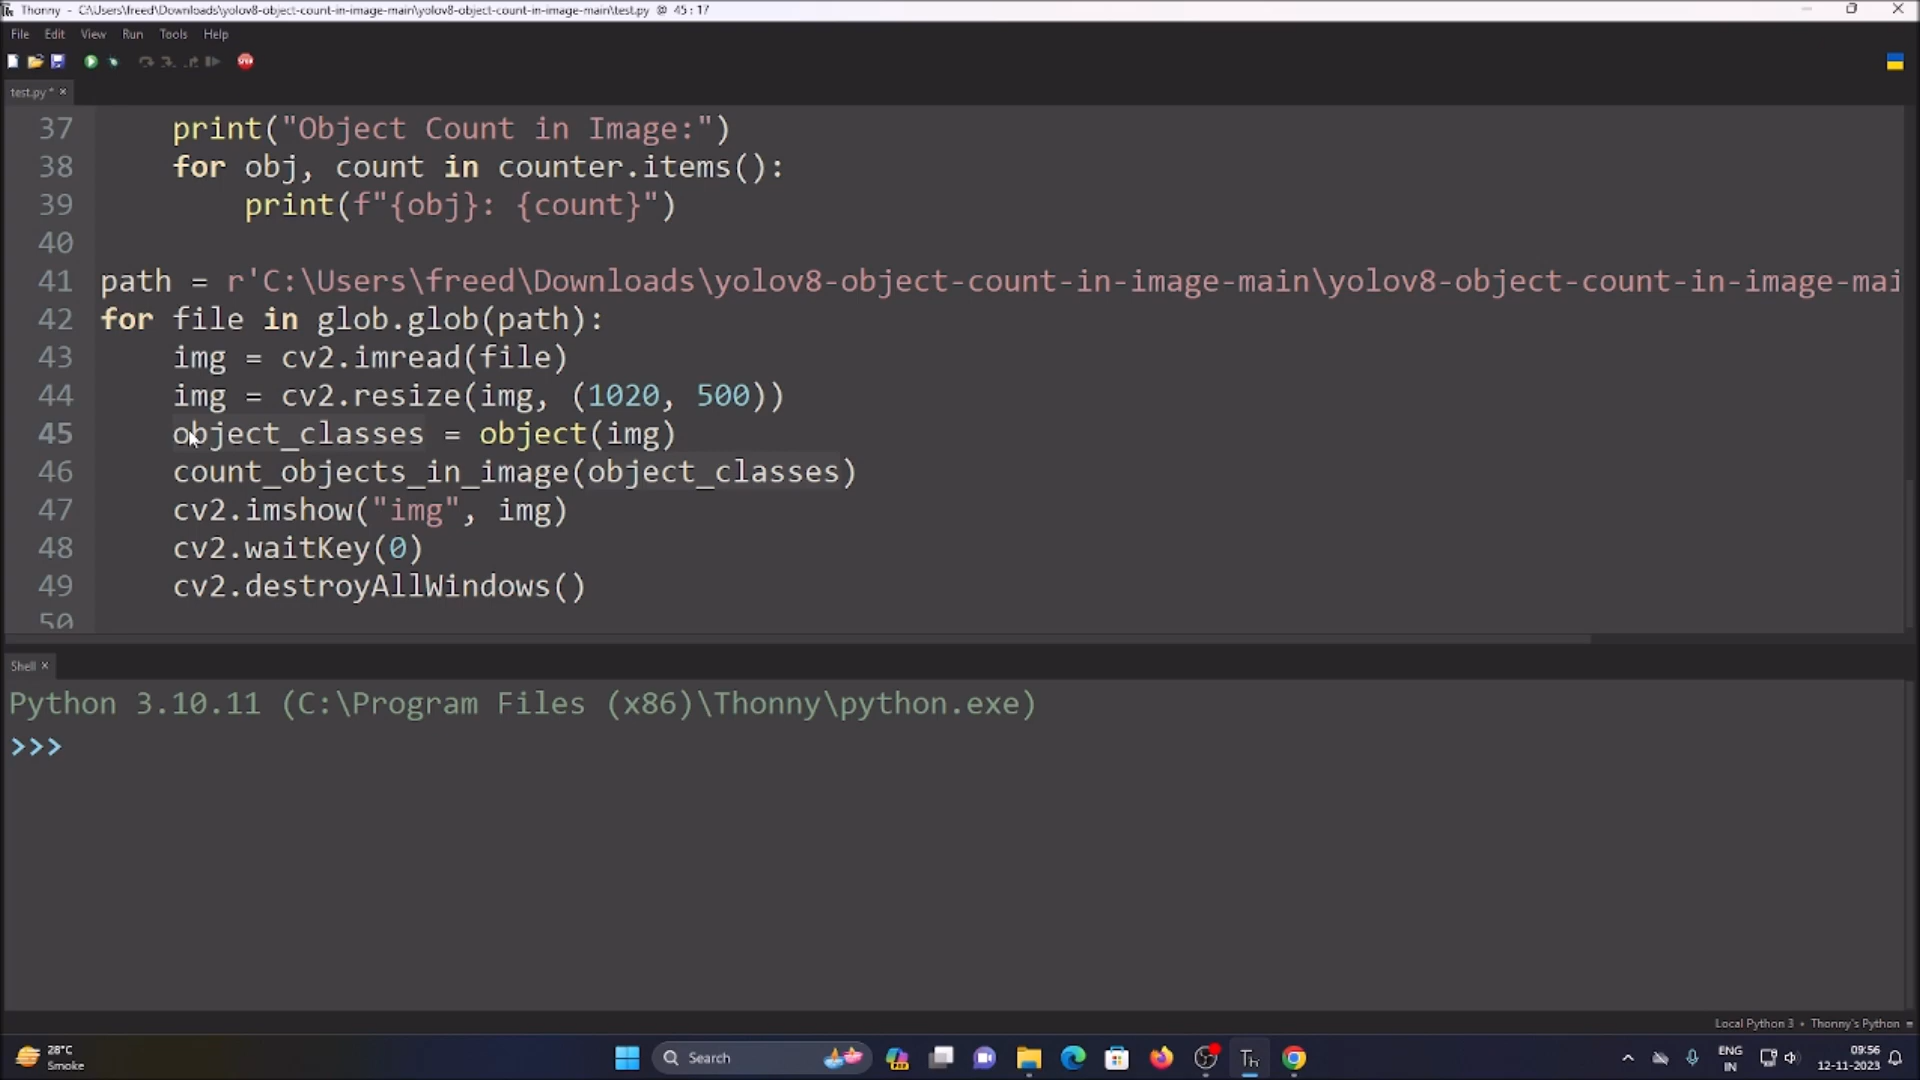 Thonny - C:\Users\freed\Downloads\yolov8-object-count-in-image-main\yolov8-object-count-in-image-main\test.py @ 45:17
File Edit View Run Tools Help
test.py *
37 print("Object Count in Image:")
38 for obj, count in counter.items():
39 print(f"{obj}: {count}")
40
41 path = r'C:\Users\freed\Downloads\yolov8-object-count-in-image-main\yolov8-object-count-in-image-mai
42 for file in glob.glob(path):
43 img = cv2.imread(file)
44 img = cv2.resize(img, (1020, 500))
45 object_classes = object(img)
46 count_objects_in_image(object_classes)
47 cv2.imshow("img", img)
48 cv2.waitKey(0)
49 cv2.destroyAllWindows()
50
Shell
Python 3.10.11 (C:\Program Files (x86)\Thonny\python.exe)
>>>
Local Python 3 • Thonny's Python
28°C
Smoke
Search
Th
ENG
IN
09:56
12-11-2023